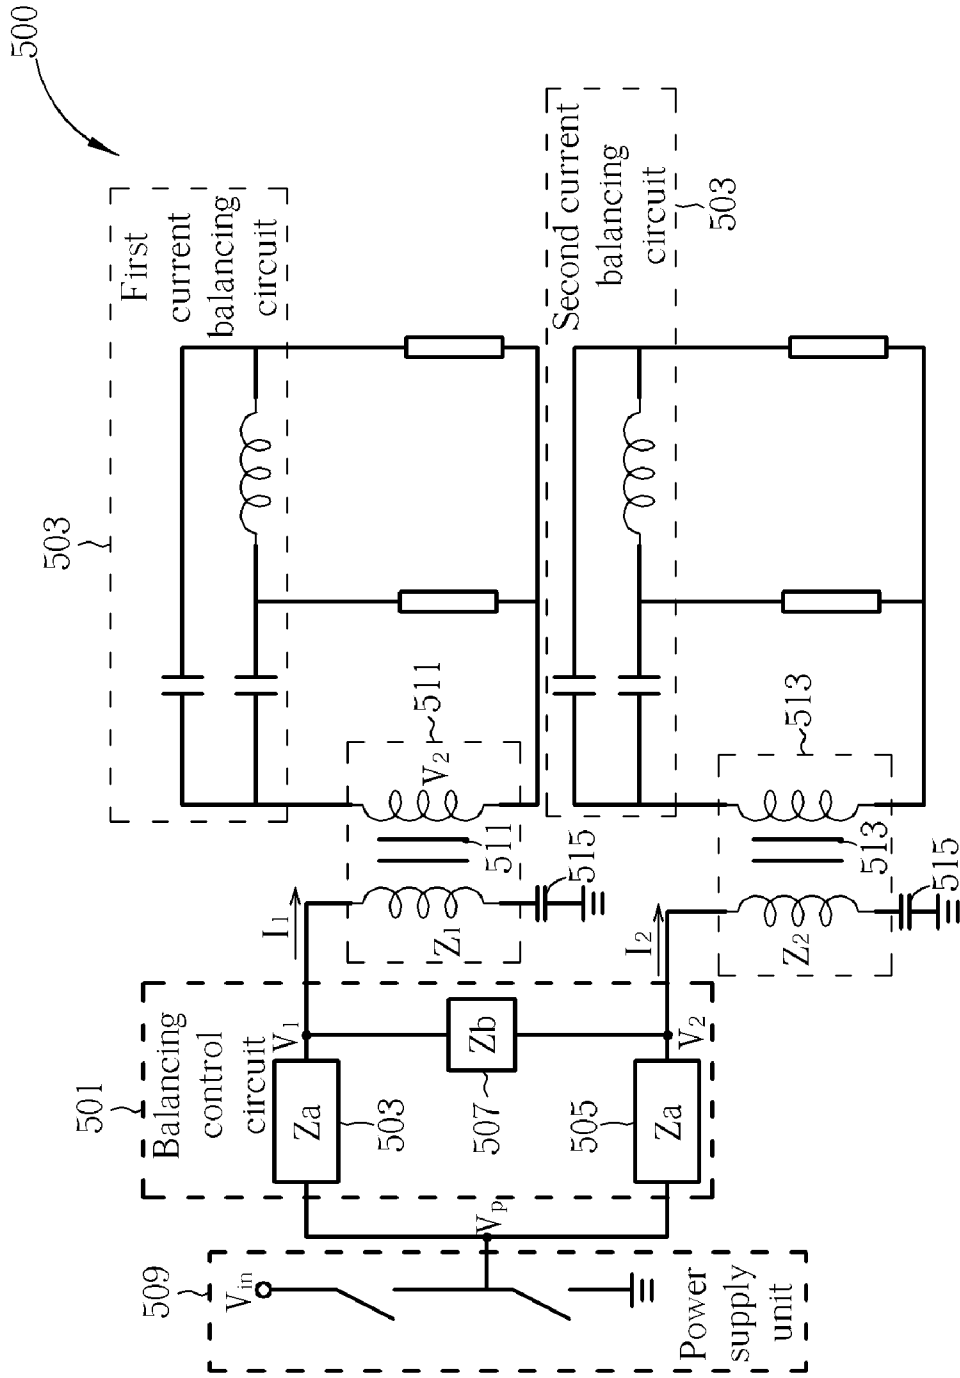 500
503
First
current
balancing
circuit
Second current
balancing
circuit
503
511
V2
511
515
Z1
I1
513
513
515
Z2
I2
501
Balancing
control
circuit
V1
Za
503
Zb
507
V2
Za
505
Vp
509
Vin
Power
supply
unit